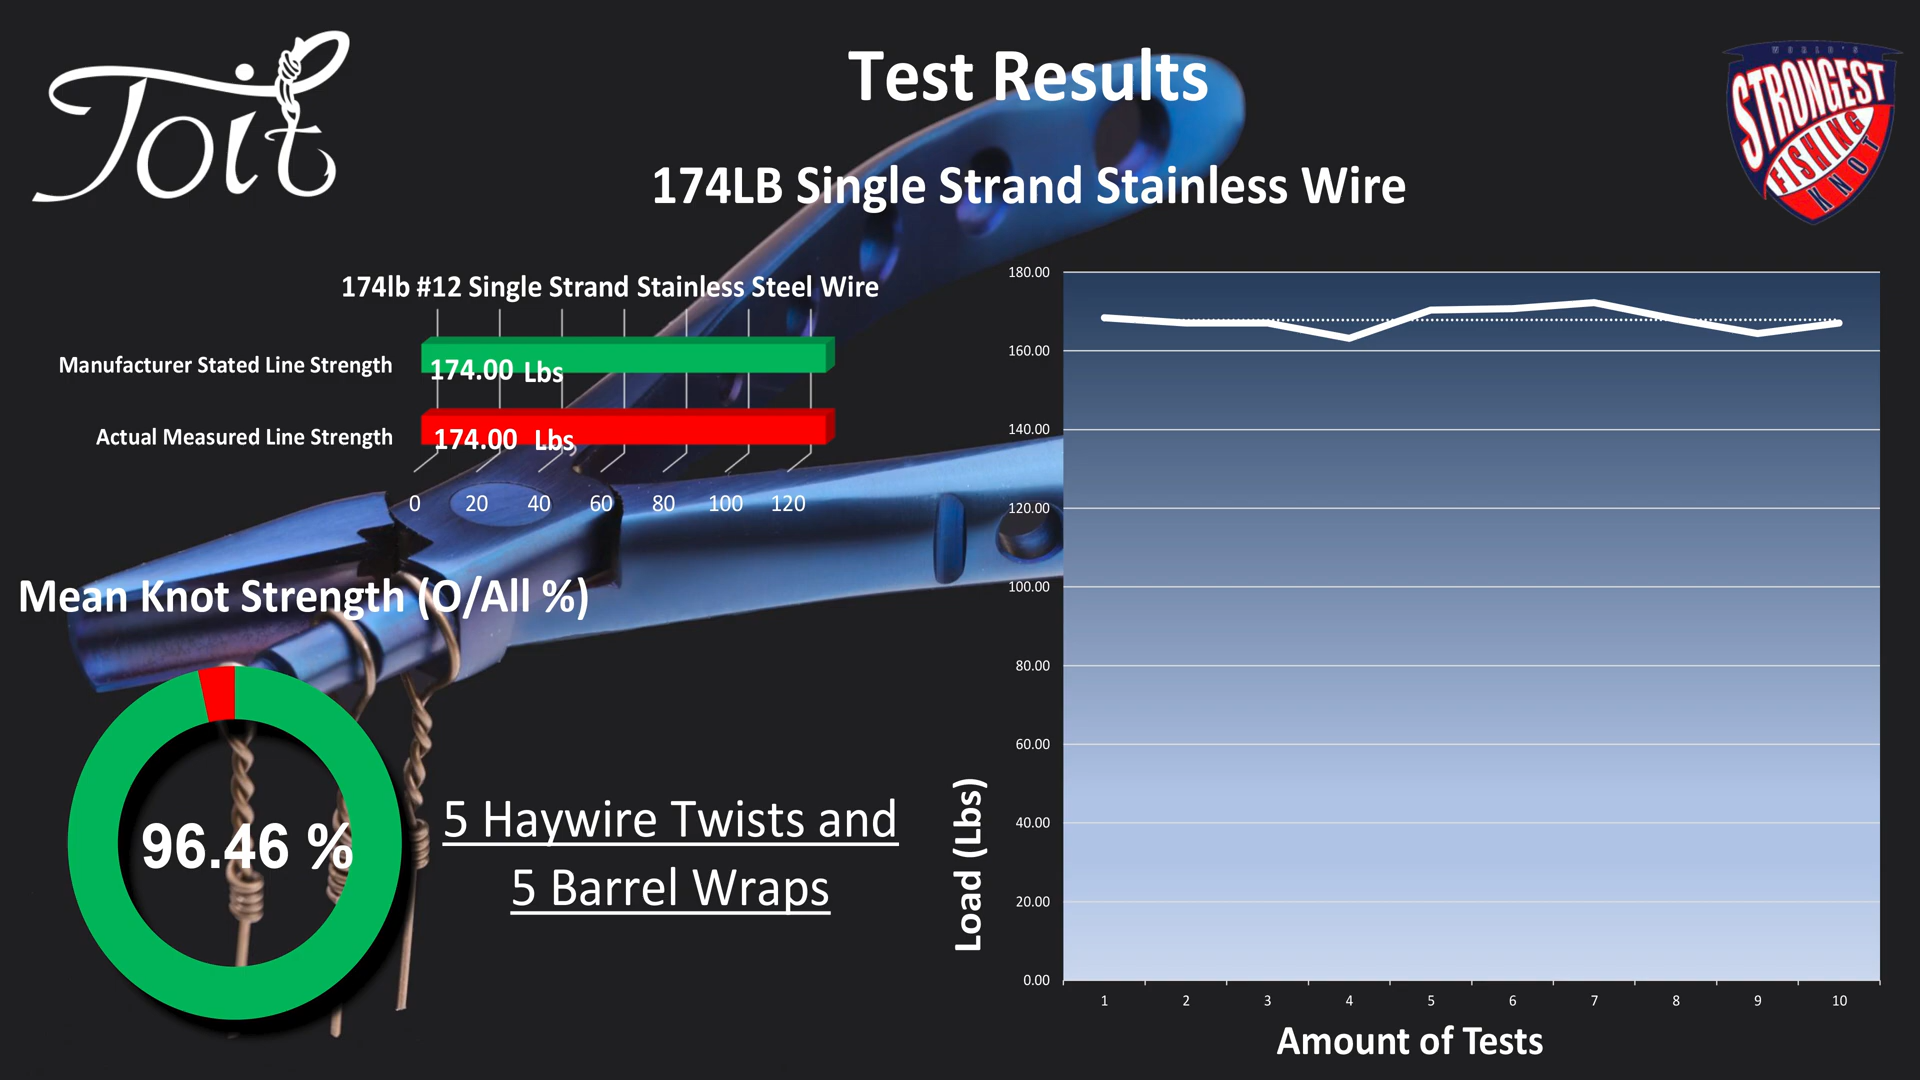 Toit
Test Results
WORLD'S
STRONGEST
FISHING
KNOT
174LB Single Strand Stainless Wire
174lb #12 Single Strand Stainless Steel Wire
Manufacturer Stated Line Strength
174.00 Lbs
Actual Measured Line Strength
174.00 Lbs
0 20 40 60 80 100 120
Mean Knot Strength (O/All %)
96.46 %
5 Haywire Twists and
5 Barrel Wraps
180.00
160.00
140.00
120.00
100.00
80.00
60.00
40.00
20.00
0.00
Load (Lbs)
1 2 3 4 5 6 7 8 9 10
Amount of Tests